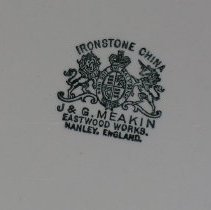 IRONSTONE CHINA
J & G. MEAKIN
EASTWOOD WORKS.
HANLEY, ENGLAND.